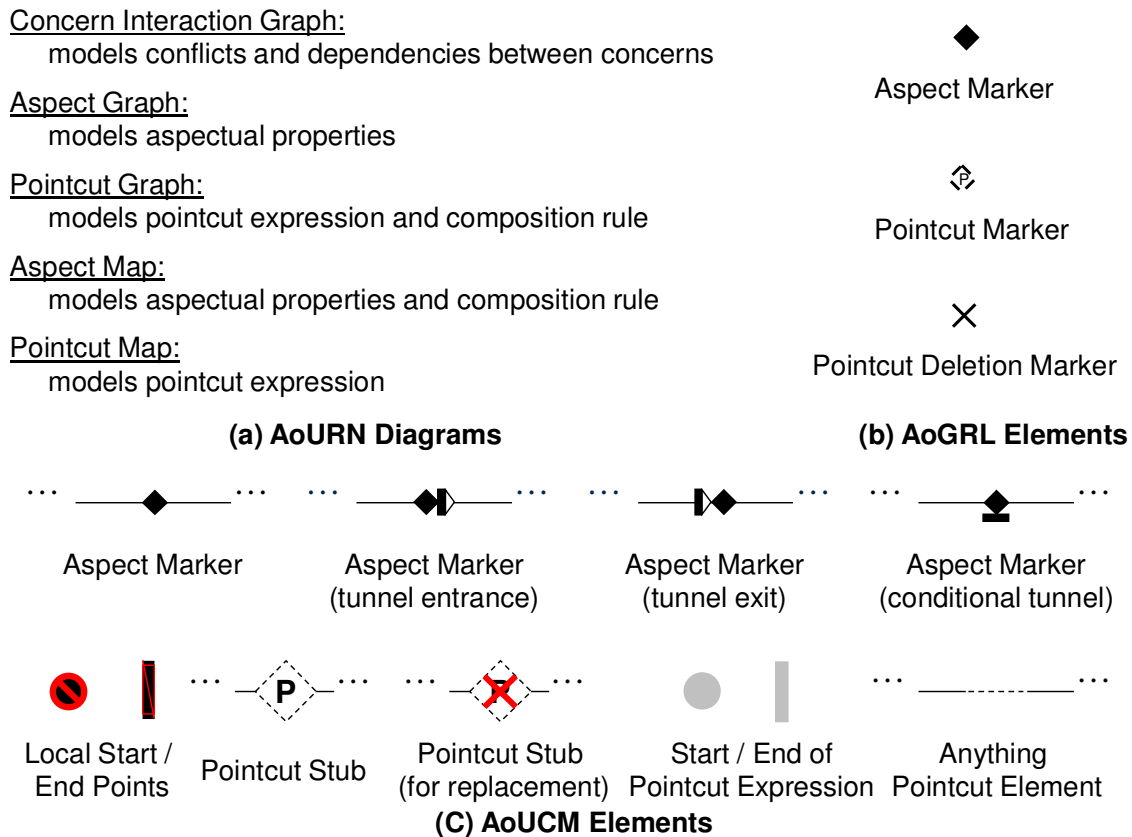 Concern Interaction Graph:
models conflicts and dependencies between concerns
Aspect Graph:
models aspectual properties
Pointcut Graph:
models pointcut expression and composition rule
Aspect Map:
models aspectual properties and composition rule
Pointcut Map:
models pointcut expression
(a) AoURN Diagrams
Aspect Marker
P
Pointcut Marker
Pointcut Deletion Marker
(b) AoGRL Elements
... ... ... ... ... ... ... ...
Aspect Marker
Aspect Marker
(tunnel entrance)
Aspect Marker
(tunnel exit)
Aspect Marker
(conditional tunnel)
... P ... ... P ... ... ...
Local Start /
End Points
Pointcut Stub
Pointcut Stub
(for replacement)
Start / End of
Pointcut Expression
Anything
Pointcut Element
(C) AoUCM Elements